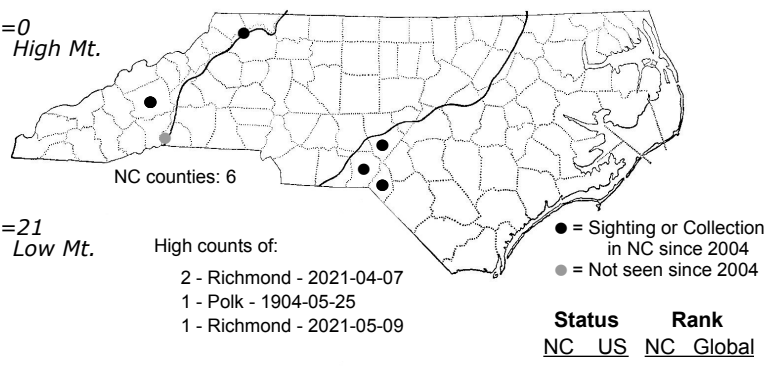 =0
High Mt.
NC counties: 6
=21
Low Mt.
High counts of:
2 - Richmond - 2021-04-07
1 - Polk - 1904-05-25
1 - Richmond - 2021-05-09
● = Sighting or Collection
in NC since 2004
● = Not seen since 2004
Status Rank
NC US NC Global